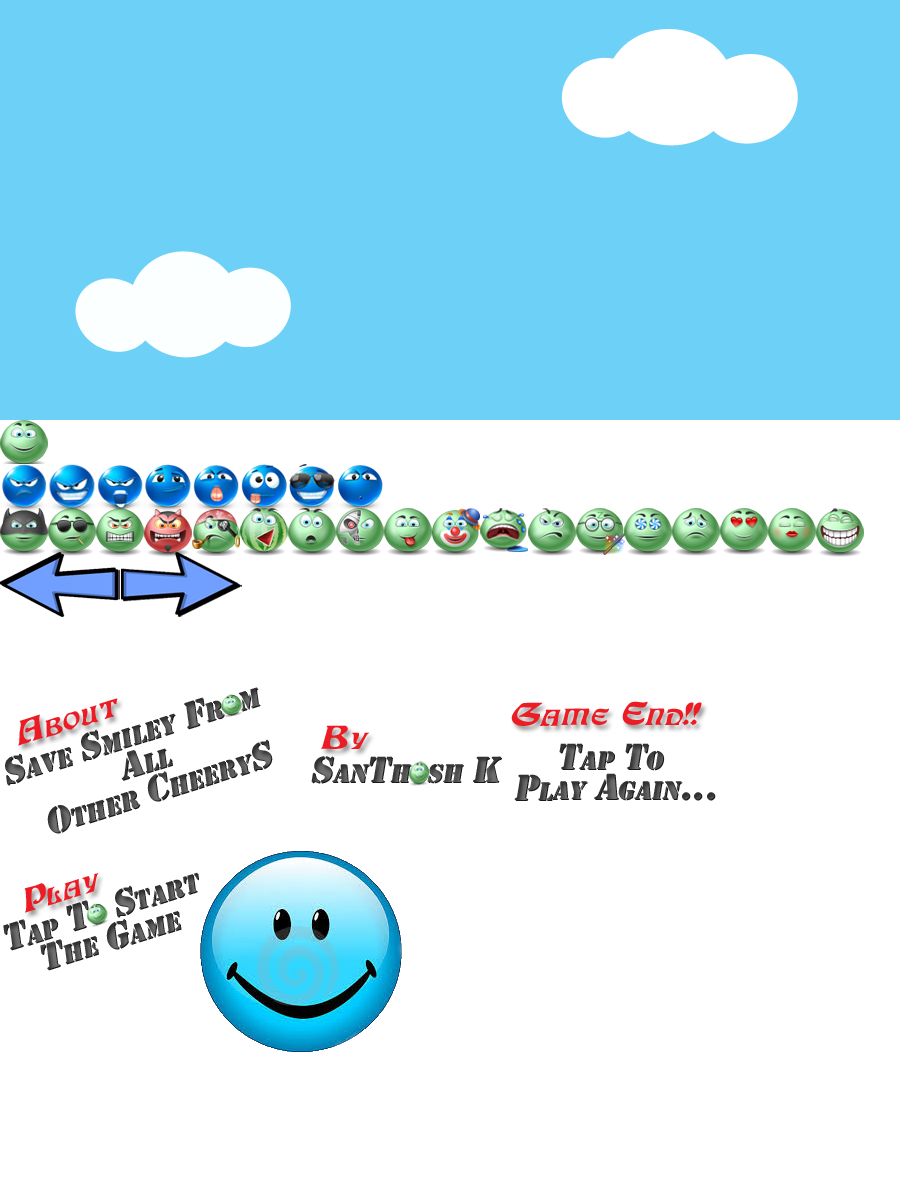 About
Save Smiley From
All
Other CheeryS
By
SanThosh K
Game End!!
Tap To
Play Again...
Play
Tap To Start
The Game